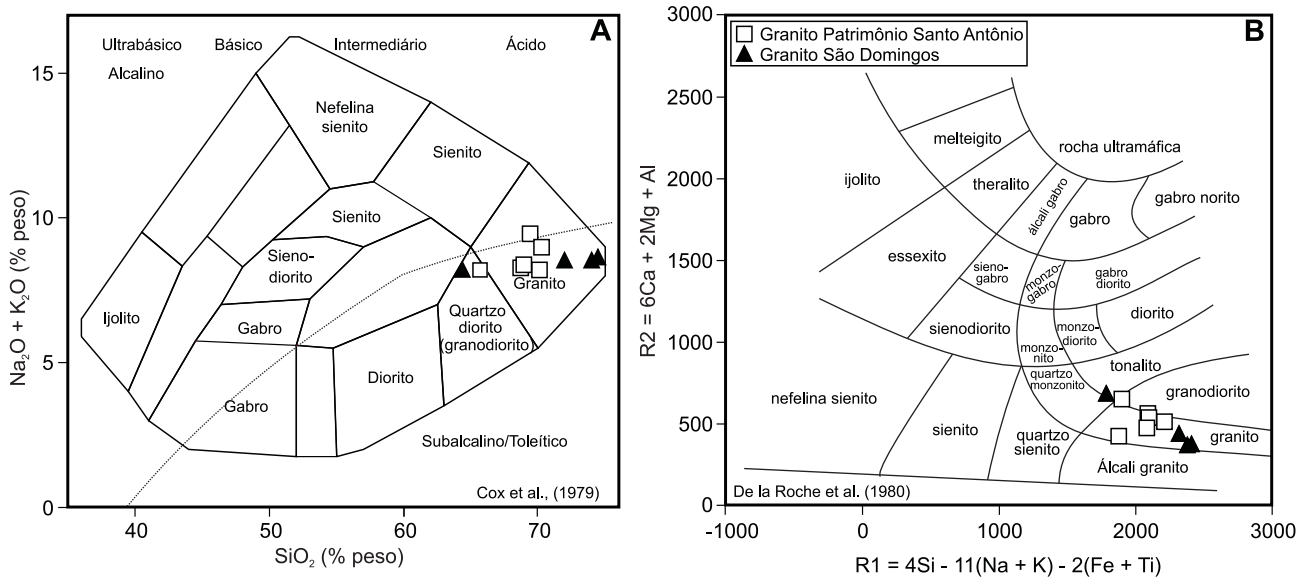 A
Ultrabásico Básico Intermediário Ácido
Alcalino
Nefelina
sienito
Sienito
Sienito
Sieno-
diorito
Granito
Ijolito
Gabro
Quartzo
diorito
(granodiorito)
Diorito
Gabro
Subalcalino/Toleítico
Cox et al., (1979)
15
10
5
0
40 50 60 70
Na2O + K2O (% peso)
SiO2 (% peso)
B
Granito Patrimônio Santo Antônio
Granito São Domingos
melteigito
rocha ultramáfica
ijolito
theralito
álcali gabro
gabro
gabro norito
essexito
sieno-
gabro
monzo-
gabro
gabro
diorito
sienodiorito
monzo-
diorito
diorito
monzo-
nito
quartzo
monzonito
tonalito
nefelina sienito
granodiorito
sienito
quartzo
sienito
granito
Álcali granito
De la Roche et al. (1980)
3000
2500
2000
1500
1000
500
0
-1000 0 1000 2000 3000
R2 = 6Ca + 2Mg + Al
R1 = 4Si - 11(Na + K) - 2(Fe + Ti)